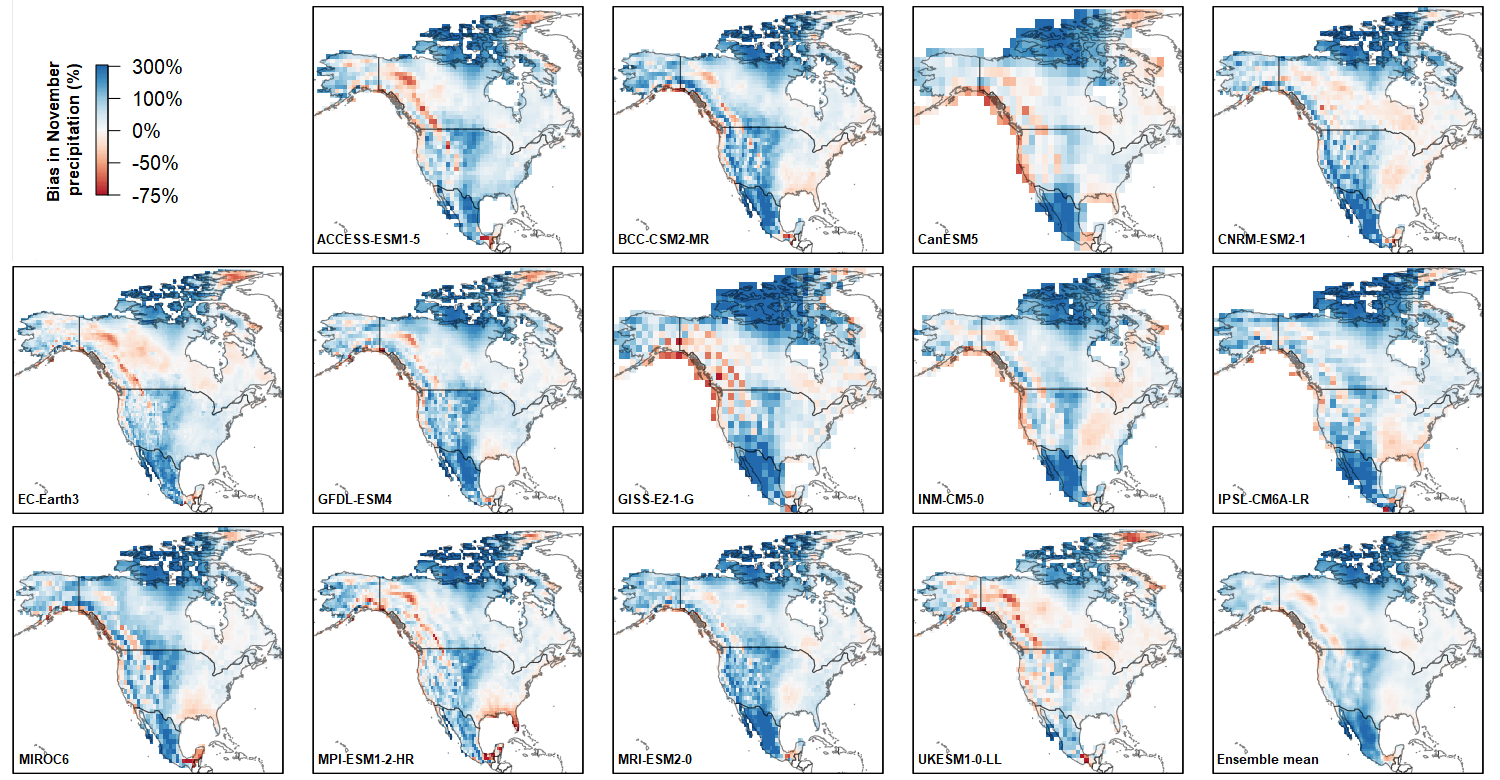 Bias in November
precipitation (%)
300%
100%
0%
-50%
-75%
ACCESS-ESM1-5
BCC-CSM2-MR
CanESM5
CNRM-ESM2-1
EC-Earth3
GFDL-ESM4
GISS-E2-1-G
INM-CM5-0
IPSL-CM6A-LR
MIROC6
MPI-ESM1-2-HR
MRI-ESM2-0
UKESM1-0-LL
Ensemble mean